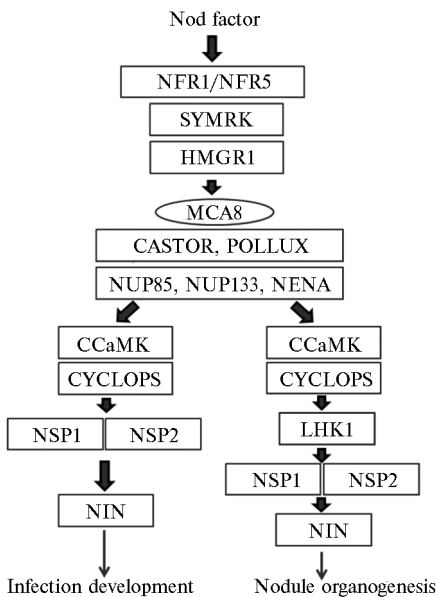 Nod factor
NFR1/NFR5
SYMRK
HMGR1
MCA8
CASTOR, POLLUX
NUP85, NUP133, NENA
CCaMK
CYCLOPS
NSP1 NSP2
NIN
Infection development
CCaMK
CYCLOPS
LHK1
NSP1 NSP2
NIN
Nodule organogenesis